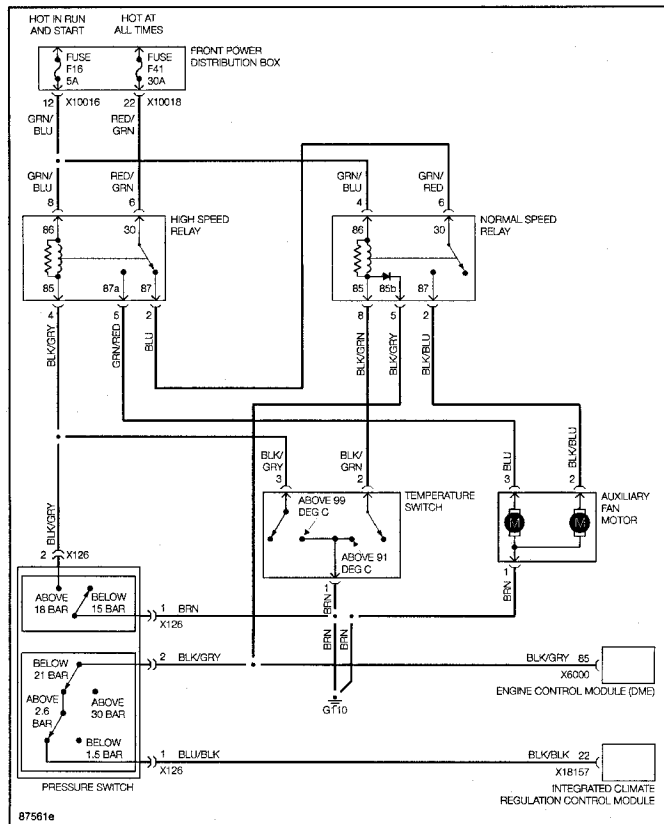 HOT IN RUN
AND START
HOT AT
ALL TIMES
FUSE
F16
5A
FUSE
F41
30A
FRONT POWER
DISTRIBUTION BOX
12 X10016
22 X10018
GRN/
BLU
RED/
GRN
GRN/
BLU
RED/
GRN
GRN/
BLU
GRN/
RED
8
6
4
6
HIGH SPEED
RELAY
NORMAL SPEED
RELAY
86
30
86
30
85
87a
87
85
85b
87
4
5
2
8
5
2
BLK/GRY
GRN/RED
BLU
BLK/GRN
BLK/GRY
BLK/BLU
BLK/
GRY
3
BLK/
GRN
2
BLU
3
BLK/BLU
2
TEMPERATURE
SWITCH
AUXILIARY
FAN
MOTOR
ABOVE 99
DEG C
ABOVE 91
DEG C
M
M
BLK/GRY
2 X126
1
BRN
1
BRN
ABOVE
18 BAR
BELOW
15 BAR
1 BRN
X126
BRN
BRN
BELOW
21 BAR
ABOVE
2.6
BAR
ABOVE
30 BAR
BELOW
1.5 BAR
2 BLK/GRY
BLK/GRY 85
X6000
ENGINE CONTROL MODULE (DME)
G110
1 BLU/BLK
X126
BLK/BLK 22
X18157
PRESSURE SWITCH
INTEGRATED CLIMATE
REGULATION CONTROL MODULE
87561e